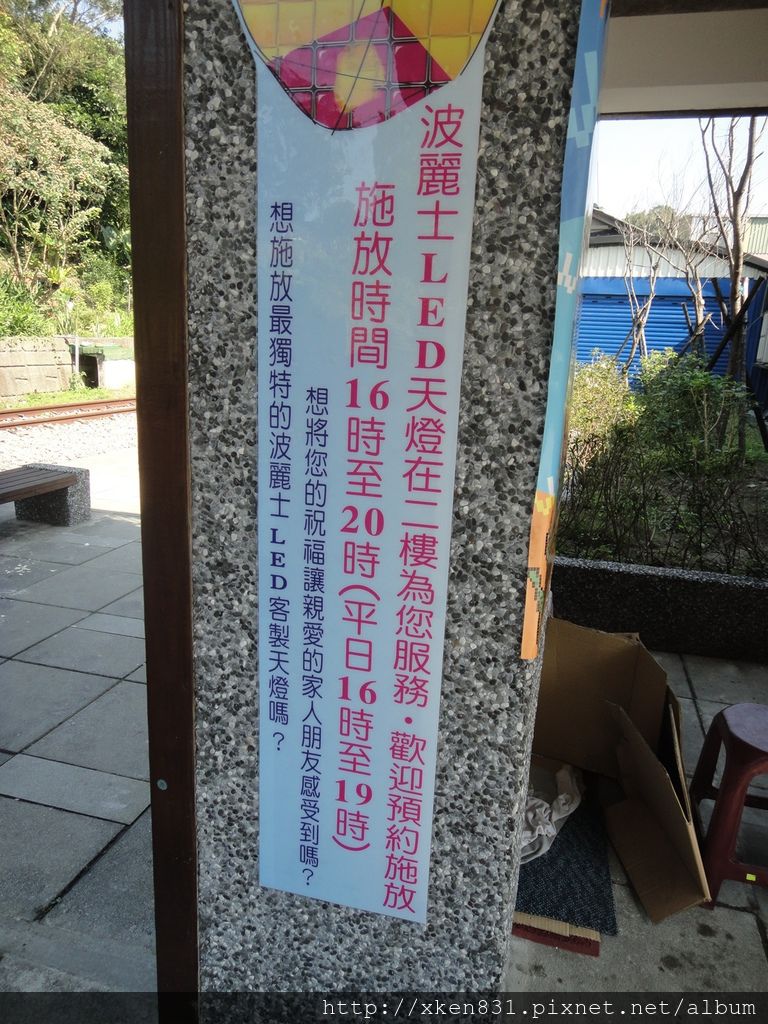 波麗士LED天燈在二樓為您服務‧歡迎預約施放
施放時間16時至20時(平日16時至19時)
想將您的祝福讓親愛的家人朋友感受到嗎？
想施放最獨特的波麗士LED客製天燈嗎？
http://xken831.pixnet.net/album